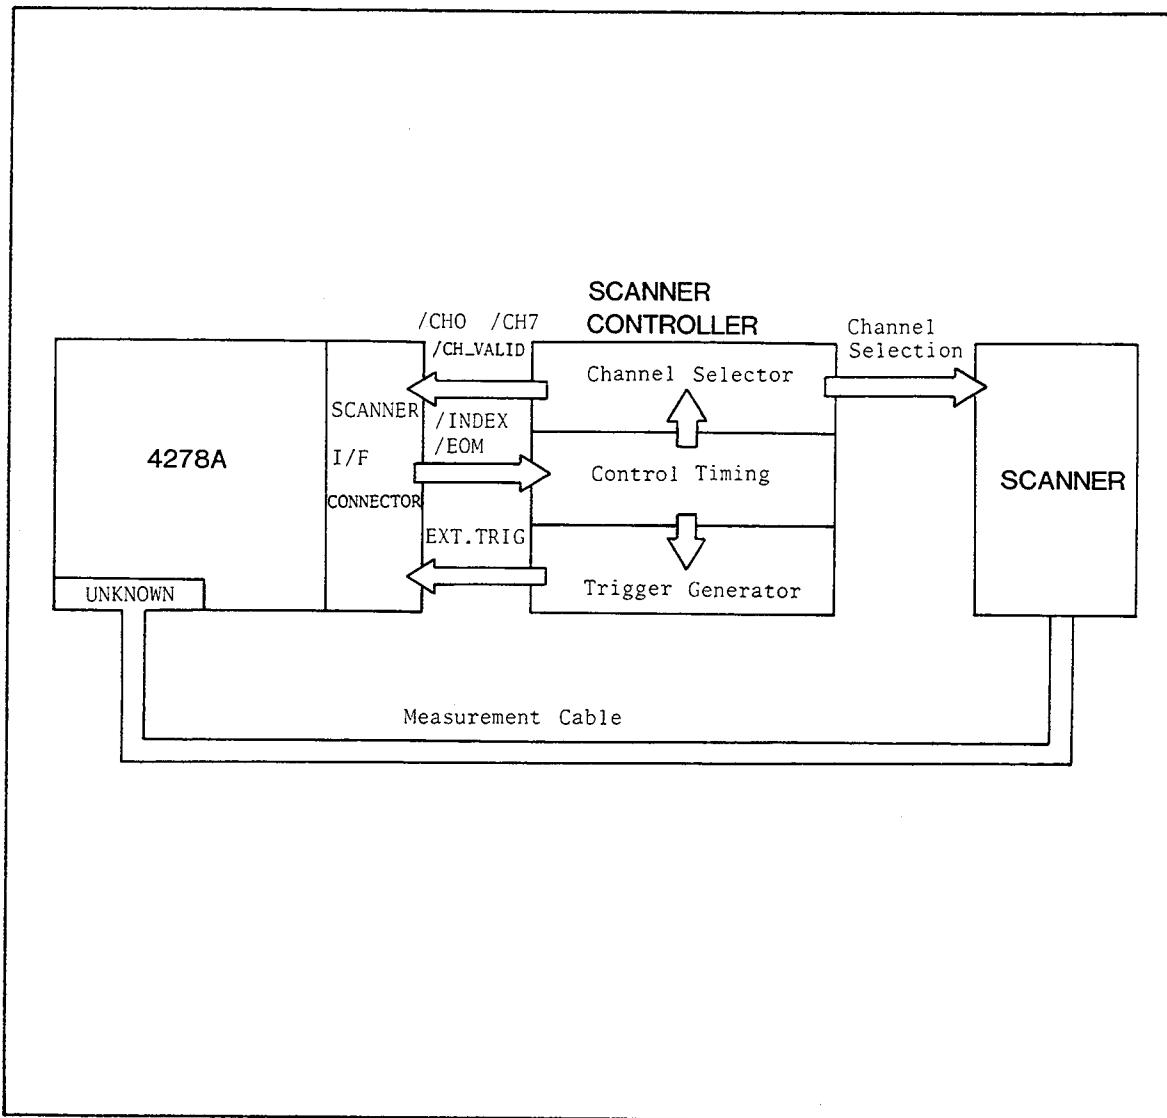 SCANNER
CONTROLLER
/CH0 /CH7
/CH_VALID
Channel
Selection
Channel Selector
SCANNER
I/F
CONNECTOR
/INDEX
/EOM
4278A
Control Timing
SCANNER
EXT.TRIG
UNKNOWN
Trigger Generator
Measurement Cable